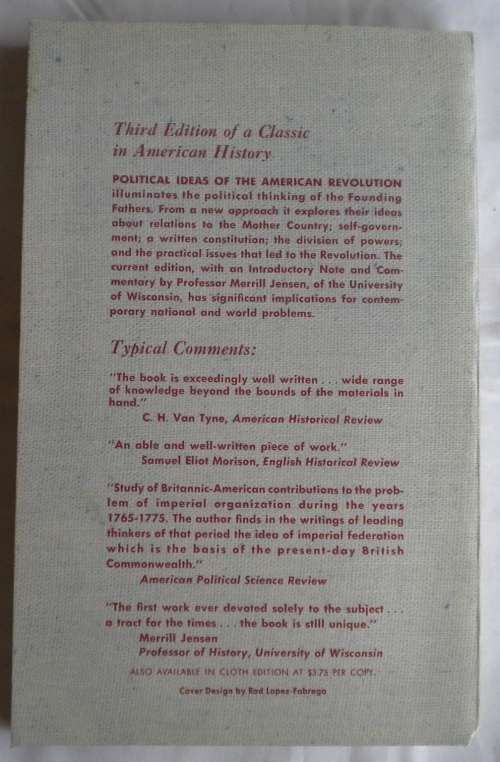 Third Edition of a Classic
in American History
POLITICAL IDEAS OF THE AMERICAN REVOLUTION
illuminates the political thinking of the Founding
Fathers. From a new approach it explores their ideas
about relations to the Mother Country; self-govern-
ment; a written constitution; the division of powers;
and the practical issues that led to the Revolution. The
current edition, with an Introductory Note and Com-
mentary by Professor Merrill Jensen, of the University
of Wisconsin, has significant implications for contem-
porary national and world problems.
Typical Comments:
"The book is exceedingly well written . . . wide range
of knowledge beyond the bounds of the materials in
hand."
C. H. Van Tyne, American Historical Review
"An able and well-written piece of work."
Samuel Eliot Morison, English Historical Review
"Study of Britannic-American contributions to the prob-
lem of imperial organization during the years
1765-1775. The author finds in the writings of leading
thinkers of that period the idea of imperial federation
which is the basis of the present-day British
Commonwealth."
American Political Science Review
"The first work ever devoted solely to the subject . . .
a tract for the times . . . the book is still unique."
Merrill Jensen
Professor of History, University of Wisconsin
ALSO AVAILABLE IN CLOTH EDITION AT $3.75 PER COPY.
Cover Design by Rod Lopez-Fabrega